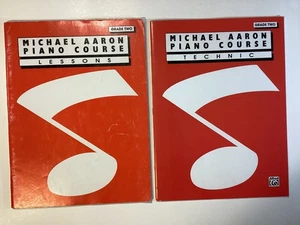 GRADE TWO
MICHAEL AARON
PIANO COURSE
LESSONS
GRADE TWO
MICHAEL AARON
PIANO COURSE
TECHNIC